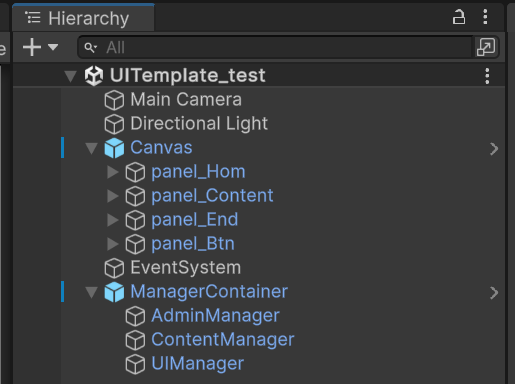 Hierarchy
e
All
UITemplate_test
Main Camera
Directional Light
Canvas
panel_Hom
panel_Content
panel_End
panel_Btn
EventSystem
ManagerContainer
AdminManager
ContentManager
UIManager